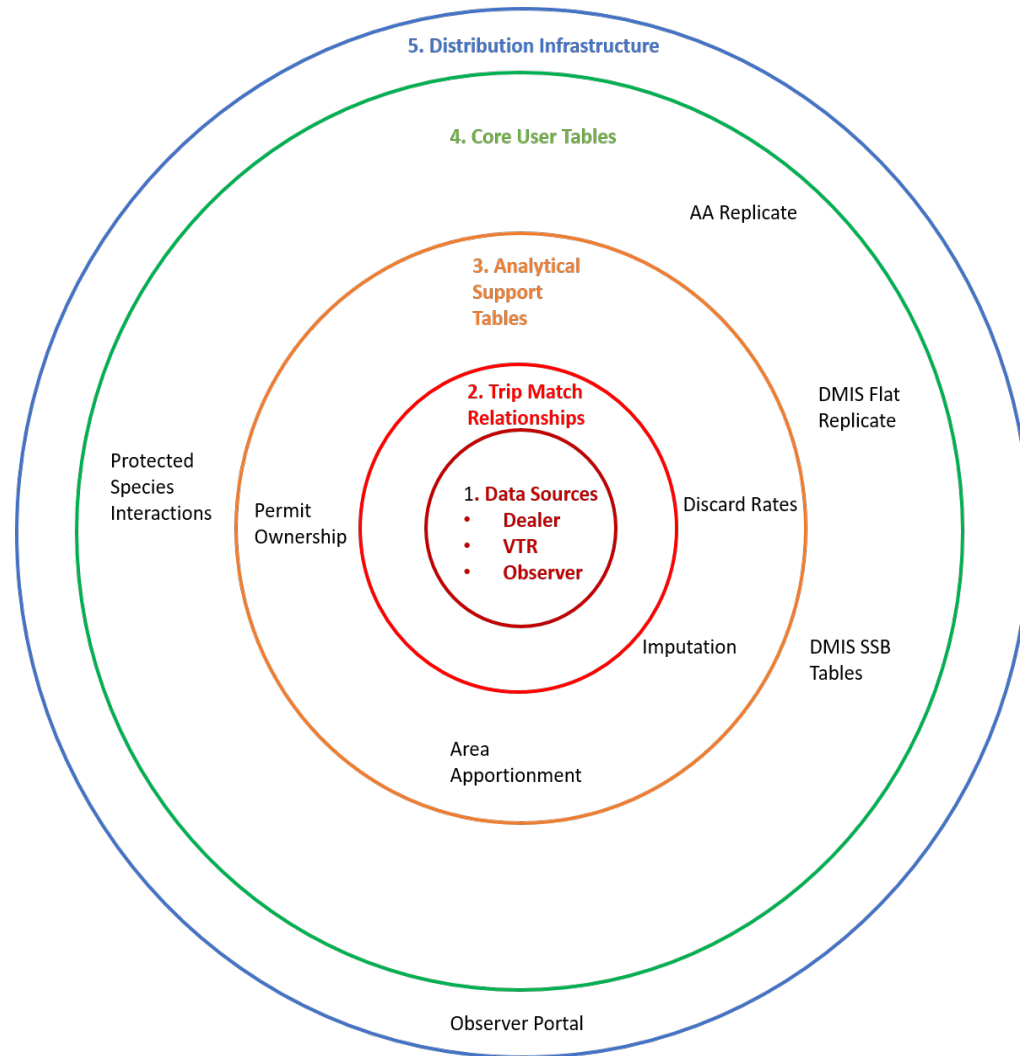 5. Distribution Infrastructure
4. Core User Tables
AA Replicate
3. Analytical
Support
Tables
2. Trip Match
Relationships
DMIS Flat
Replicate
Protected
Species
Interactions
Permit
Ownership
1. Data Sources
• Dealer
• VTR
• Observer
Discard Rates
Imputation
DMIS SSB
Tables
Area
Apportionment
Observer Portal